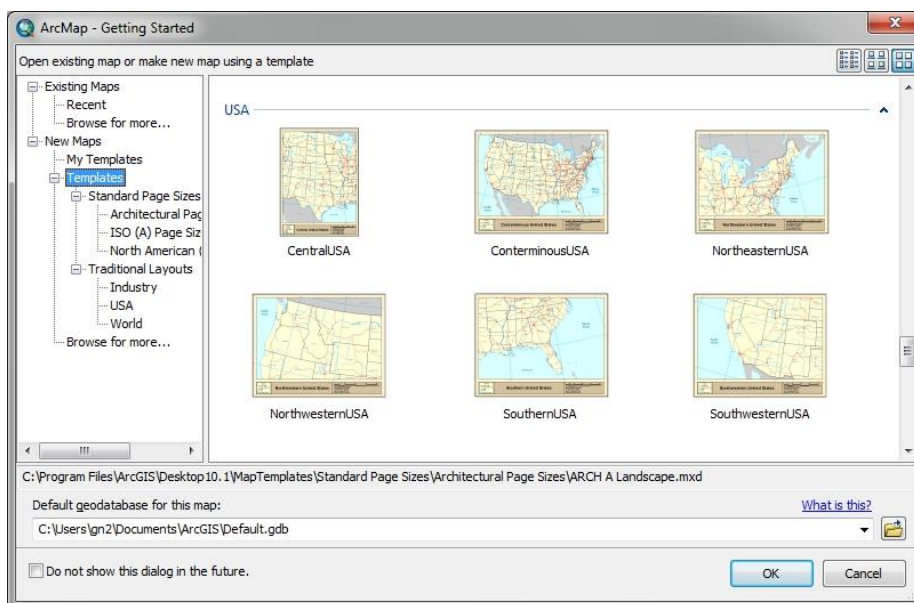 ArcMap - Getting Started
Open existing map or make new map using a template
Existing Maps
Recent
Browse for more...
New Maps
My Templates
Templates
Standard Page Sizes
Architectural Pag
ISO (A) Page Siz
North American (
Traditional Layouts
Industry
USA
World
Browse for more...
USA
CentralUSA
ConterminousUSA
NortheasternUSA
NorthwesternUSA
SouthernUSA
SouthwesternUSA
C:\Program Files\ArcGIS\Desktop10.1\MapTemplates\Standard Page Sizes\Architectural Page Sizes\ARCH A Landscape.mxd
Default geodatabase for this map:
What is this?
C:\Users\gn2\Documents\ArcGIS\Default.gdb
Do not show this dialog in the future.
OK
Cancel